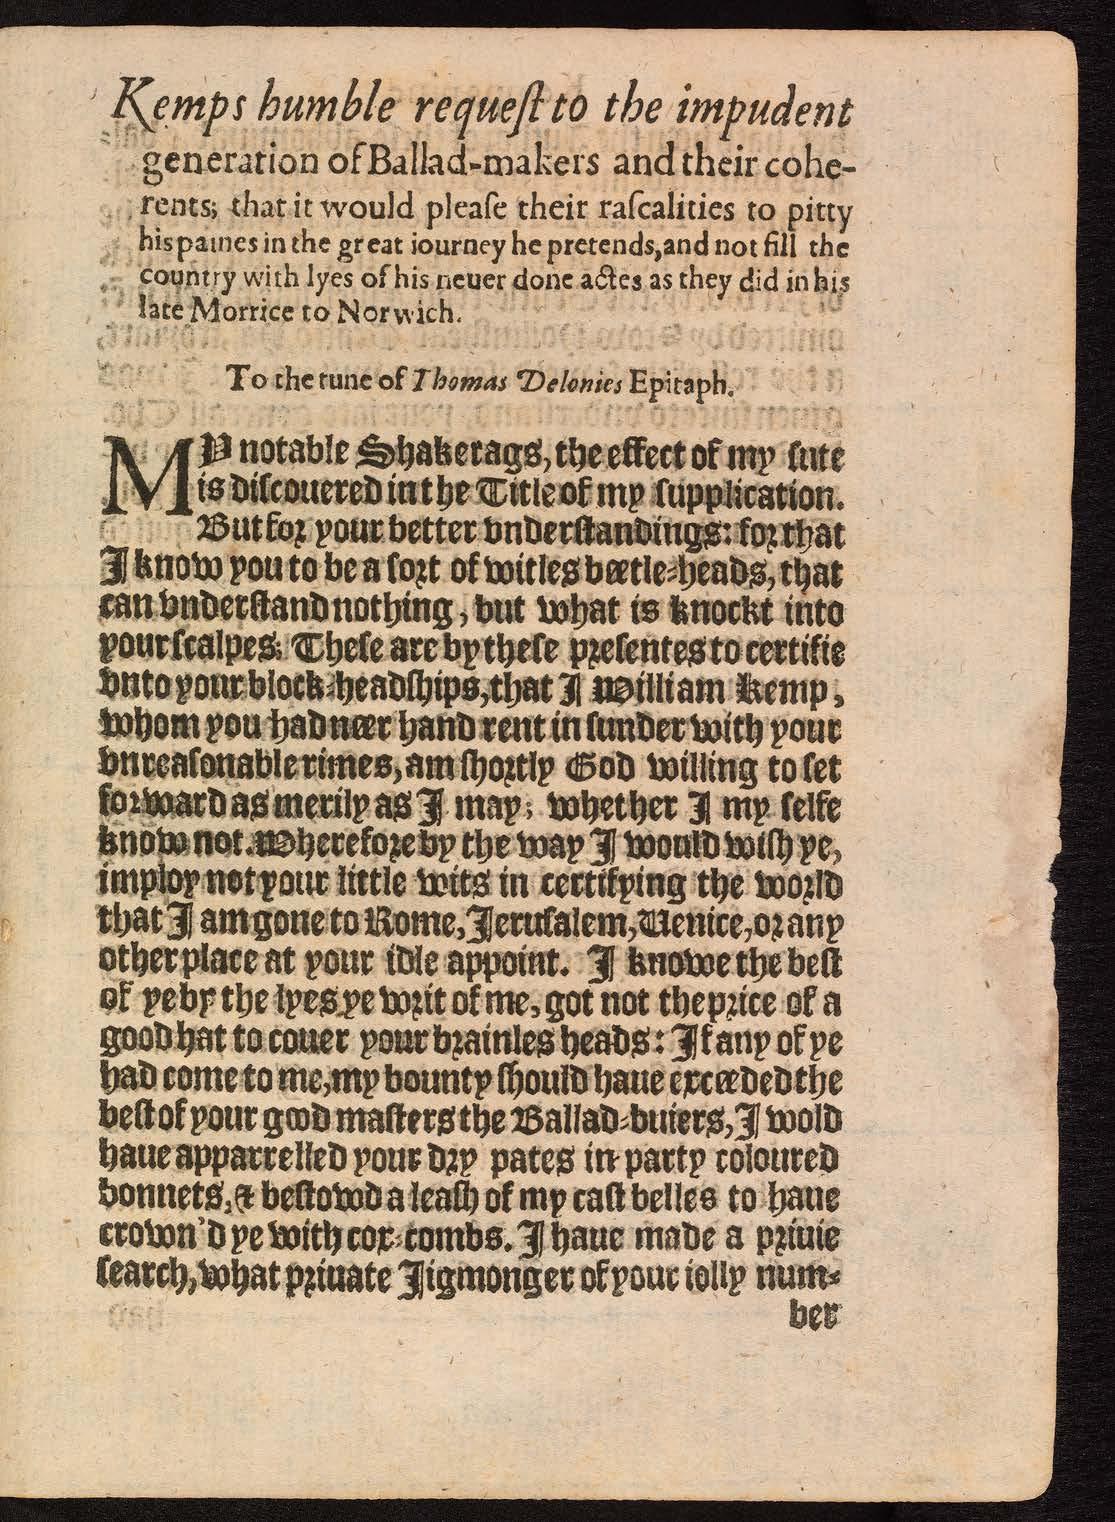 Kemps humble requeſt to the impudent
generation of Ballad-makers and their cohe-
rents; that it would pleaſe their raſcalities to pitty
his paines in the great iourney he pretends, and not fill the
country with lyes of his neuer done actes as they did in his
late Morrice to Norwich.
To the tune of Thomas Delonies Epitaph.
MY notable Shakerags, the effect of my ſute
is diſcouered in the Title of my ſupplication.
But for your better vnderſtandings: for that
I know you to be a ſort of witles beetle-heads, that
can vnderſtand nothing, but what is knockt into
your ſcalpes; Theſe are by theſe preſentes to certifie
vnto your block-headſhips, that I William Kemp,
whom you had neer hand rent in ſunder with your
vnreaſonable rimes, am ſhortly God willing to ſet
forward as merily as I may; whether I my ſelfe
know not. Wherefore by the way I would wiſh ye,
imploy not your little wits in certifying the world
that I am gone to Rome, Jeruſalem, Venice, or any
other place at your idle appoint. I knowe the beſt
of ye by the lyes ye writ of me, got not the price of a
good hat to couer your brainles heads: If any of ye
had come to me, my bounty ſhould haue exceeded the
beſt of your good maſters the Ballad-buiers, I wold
haue apparrelled your dry pates in party coloured
bonnets, & beſtowd a leaſh of my caſt belles to haue
crown'd ye with cox-combs. I haue made a priuie
ſearch, what priuate Jigmonger of your iolly num-
ber